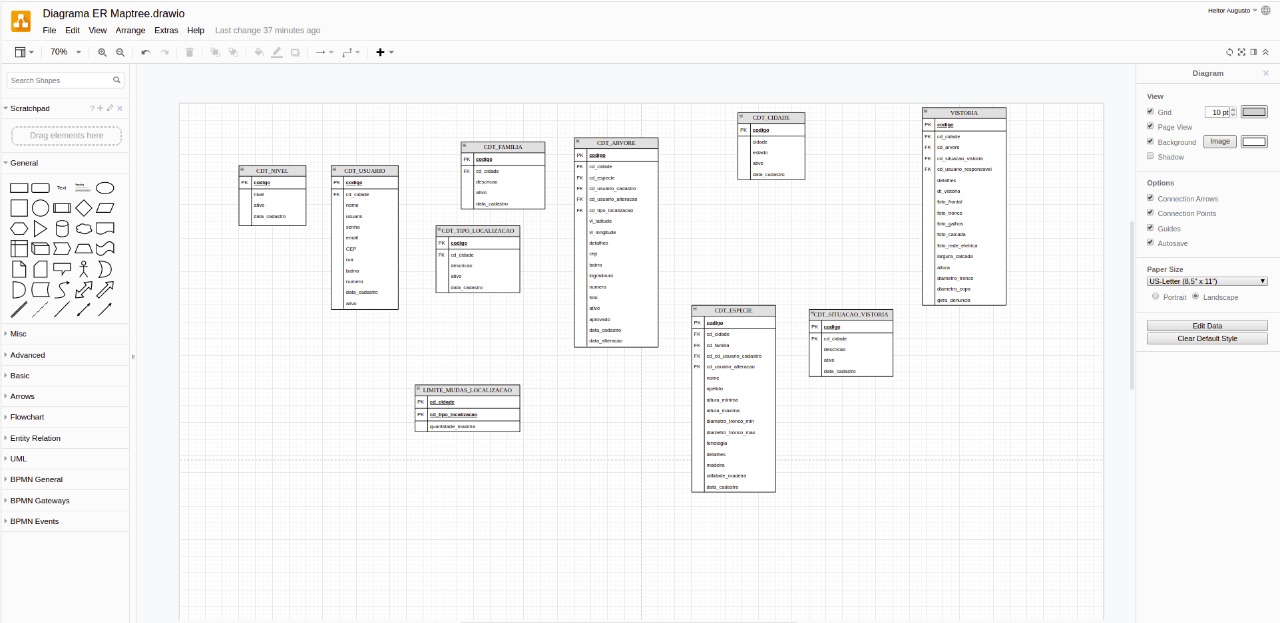 Diagrama ER Maptree.drawio
Heitor Augusto
File Edit View Arrange Extras Help Last change 37 minutes ago
70%
Search Shapes
Scratchpad
Drag elements here
General
Text
Heading
Misc
Advanced
Basic
Arrows
Flowchart
Entity Relation
UML
BPMN General
BPMN Gateways
BPMN Events
CDT_NIVEL
PK codigo
nivel
ativo
data_cadastro
CDT_USUARIO
PK codigo
FK cd_cidade
nome
usuario
senha
email
CEP
rua
bairro
numero
data_cadastro
ativo
CDT_FAMILIA
PK codigo
FK cd_cidade
descricao
ativo
data_cadastro
CDT_TIPO_LOCALIZACAO
PK codigo
FK cd_cidade
descricao
ativo
data_cadastro
LIMITE_MUDAS_LOCALIZACAO
PK cd_cidade
PK cd_tipo_localizacao
quantidade_maxima
CDT_ARVORE
PK codigo
FK cd_cidade
FK cd_especie
FK cd_usuario_cadastro
FK cd_usuario_alteracao
FK cd_tipo_localizacao
vl_latitude
vl_longitude
detalhes
cep
bairro
logradouro
numero
foto
ativo
aprovado
data_cadastro
data_alteracao
CDT_CIDADE
PK codigo
cidade
estado
ativo
data_cadastro
CDT_ESPECIE
PK codigo
FK cd_cidade
FK cd_familia
FK cd_cd_usuario_cadastro
FK cd_usuario_alteracao
nome
apelido
altura_minima
altura_maxima
diametro_tronco_min
diametro_tronco_max
fenologia
detalhes
madeira
utilidade_madeira
data_cadastro
CDT_SITUACAO_VISTORIA
PK codigo
FK cd_cidade
descricao
ativo
data_cadastro
VISTORIA
PK codigo
FK cd_cidade
FK cd_arvore
FK cd_situacao_vistoria
FK cd_usuario_responsavel
detalhes
dt_vistoria
foto_frontal
foto_tronco
foto_galhos
foto_calcada
foto_rede_eletrica
largura_calcada
altura
diametro_tronco
diametro_copa
gera_denuncia
Diagram
View
Grid 10 pt
Page View
Background Image
Shadow
Options
Connection Arrows
Connection Points
Guides
Autosave
Paper Size
US-Letter (8,5" x 11")
Portrait Landscape
Edit Data
Clear Default Style